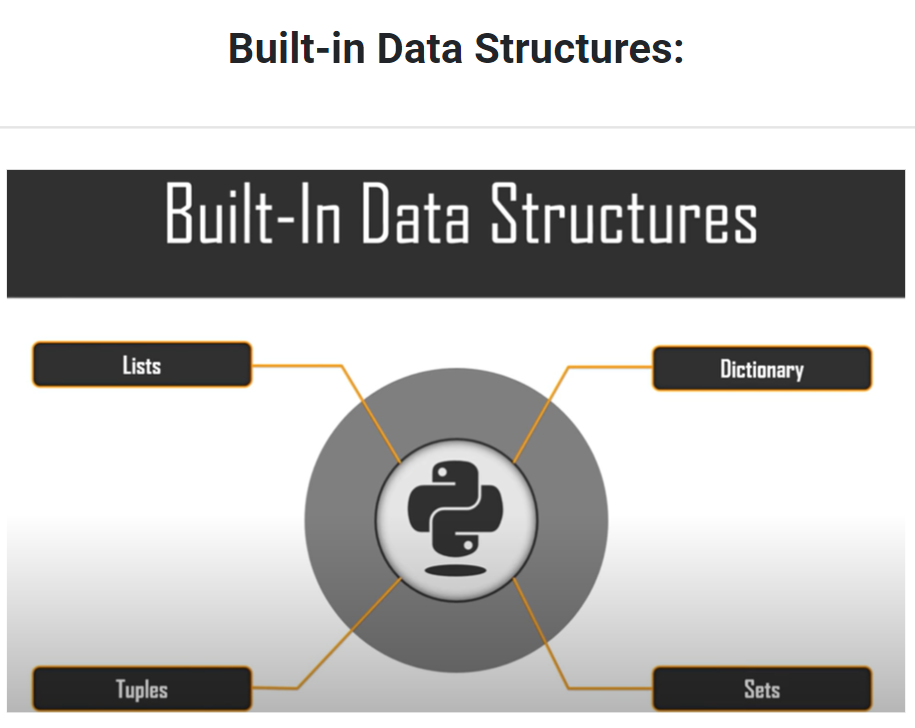 Built-in Data Structures:
Built-In Data Structures
Lists
Dictionary
Tuples
Sets